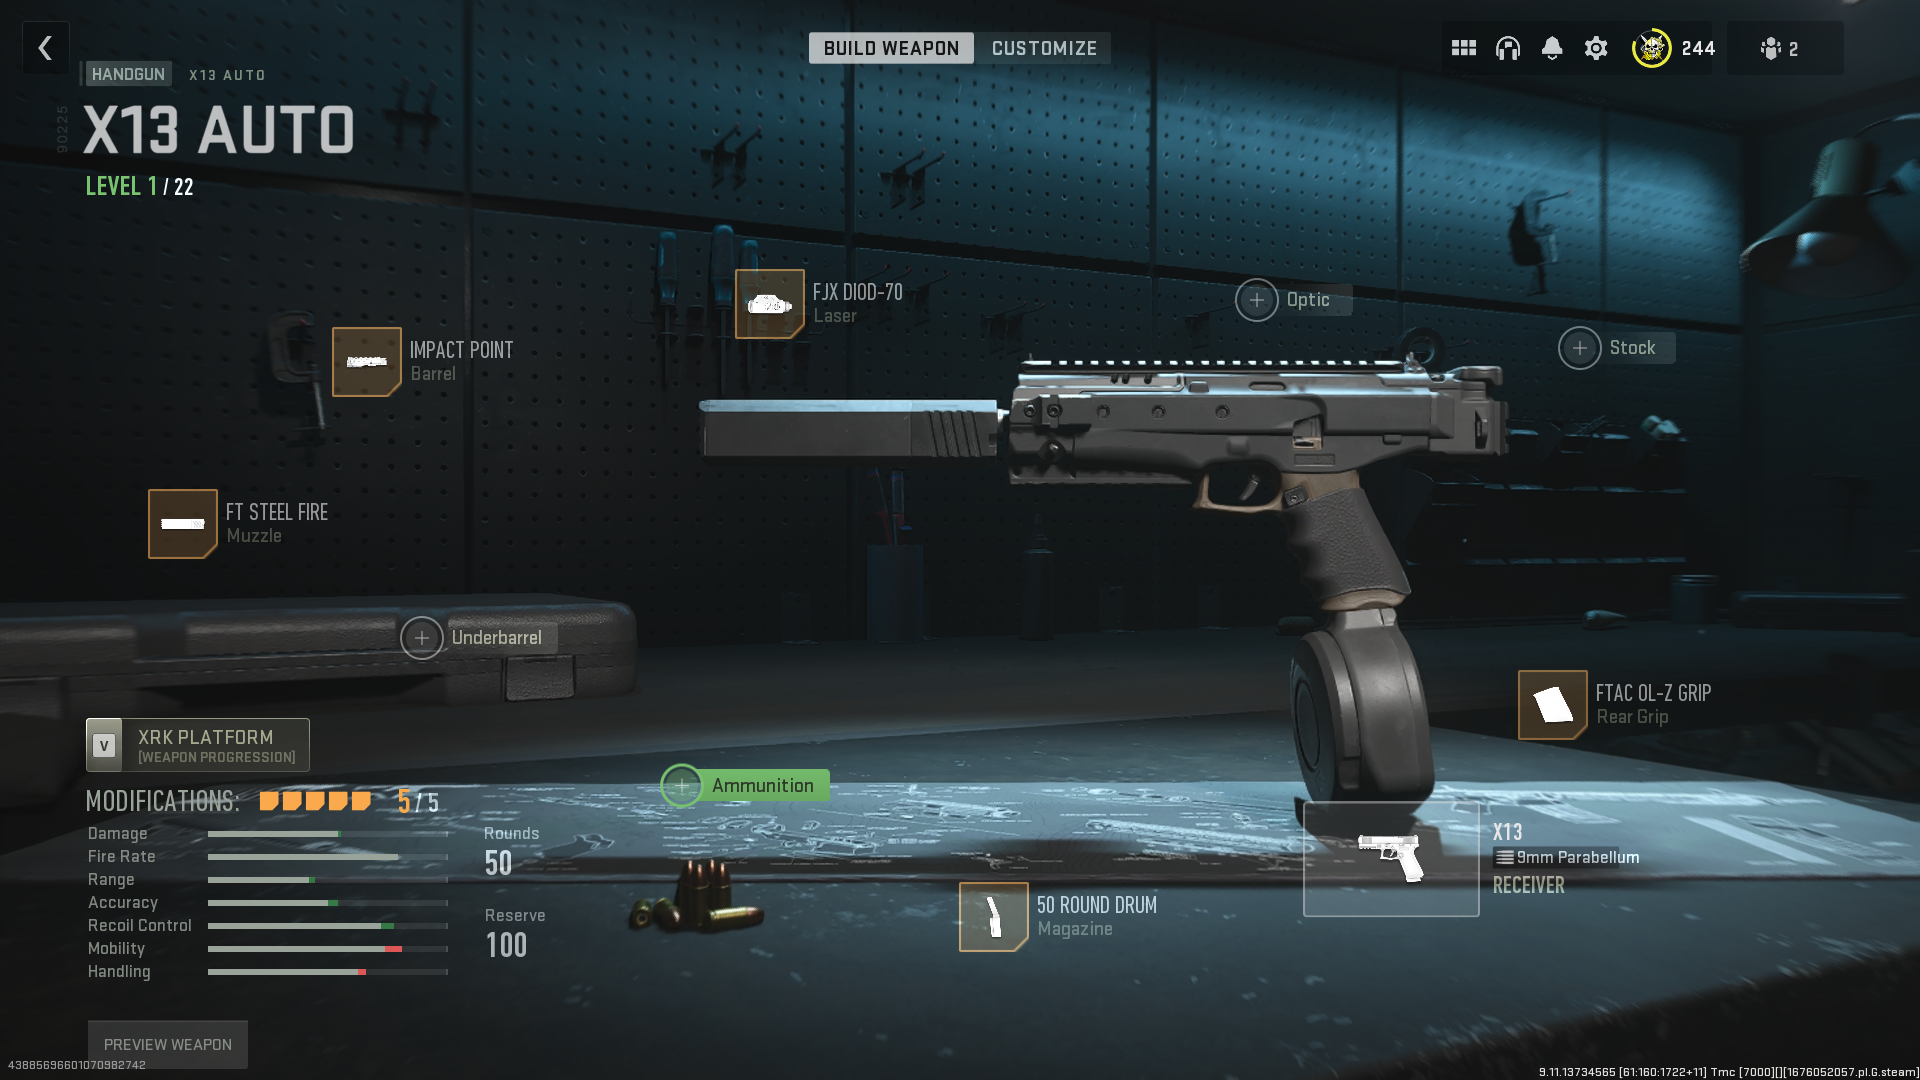 BUILD WEAPON
CUSTOMIZE
244
2
HANDGUN
X13 AUTO
90225
X13 AUTO
LEVEL 1 / 22
FJX DIOD-70
Laser
Optic
IMPACT POINT
Barrel
Stock
FT STEEL FIRE
Muzzle
Underbarrel
FTAC OL-Z GRIP
Rear Grip
V
XRK PLATFORM
[WEAPON PROGRESSION]
Ammunition
MODIFICATIONS: 5 / 5
Damage
Fire Rate
Range
Accuracy
Recoil Control
Mobility
Handling
Rounds
50
Reserve
100
50 ROUND DRUM
Magazine
X13
9mm Parabellum
RECEIVER
PREVIEW WEAPON
43885696601070982742
9.11.13734565 [61:160:1722+11] Tmc [7000][][1676052057.pl.G.steam]